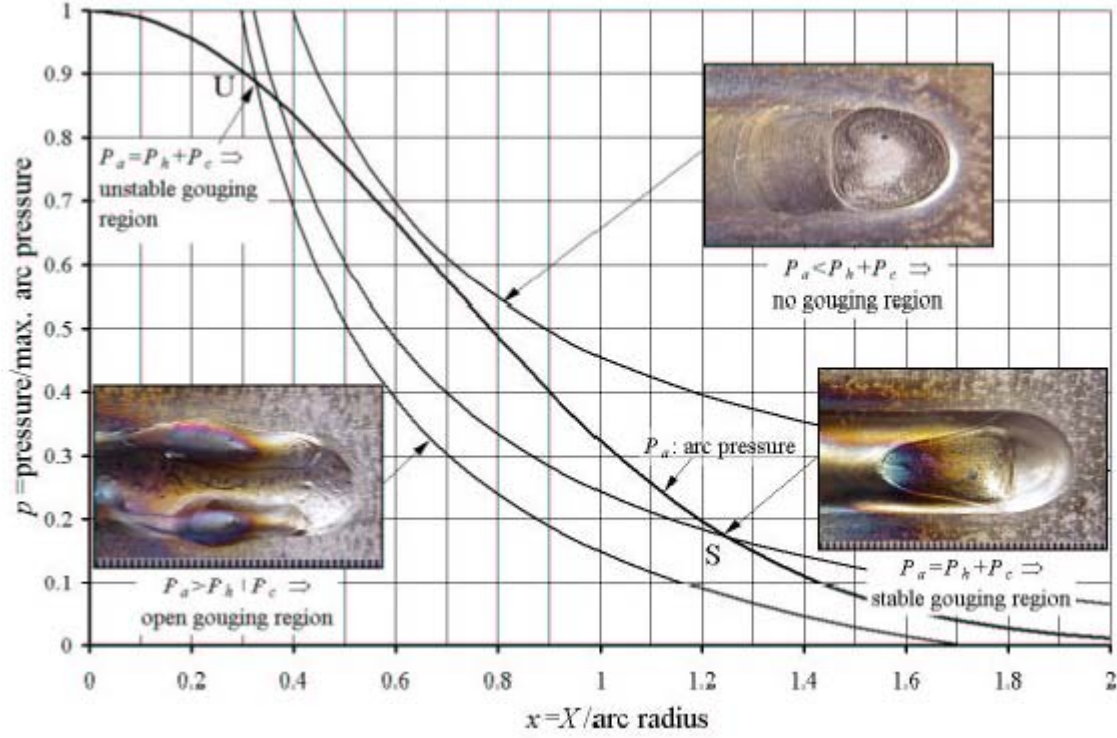 1
0.9
0.8
0.7
0.6
0.5
0.4
0.3
0.2
0.1
0
p=pressure/max. arc pressure
U
P_a=P_h+P_c ⇒
unstable gouging
region
P_a<P_h+P_c ⇒
no gouging region
P_a: arc pressure
S
P_a>P_h+P_c ⇒
open gouging region
P_a=P_h+P_c ⇒
stable gouging region
0 0.2 0.4 0.6 0.8 1 1.2 1.4 1.6 1.8 2
x=X/arc radius